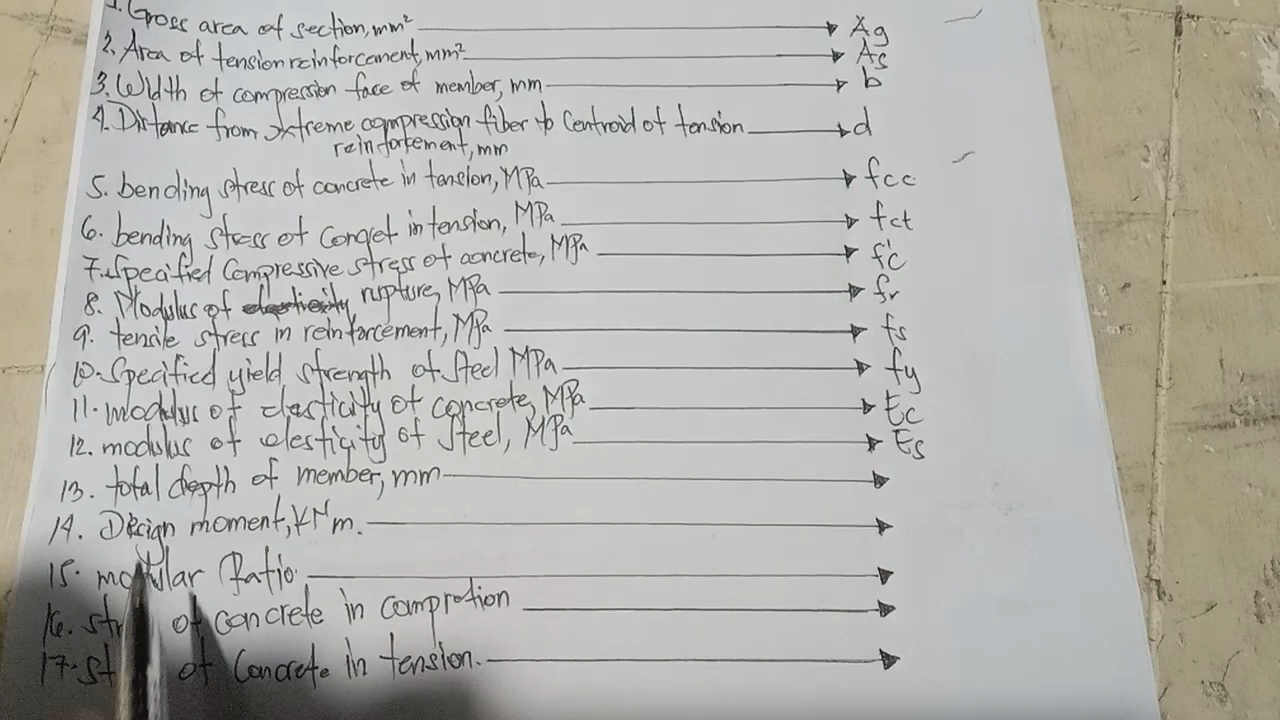 1. Gross area of section, mm² Ag
2. Area of tension reinforcement, mm² As
3. Width of compression face of member, mm b
4. Distance from extreme compression fiber to Centroid of tension d
reinforcement, mm
5. bending stress of concrete in tension, MPa fcc
6. bending stress of in tension, MPa fct
7. Specified Compressive stress of concrete, MPa f'c
8. Modulus of rupture, MPa fr
9. tensile stress in reinforcement, MPa fs
10. Specified yield strength of Steel MPa fy
11. modulus of elasticity of concrete, MPa Ec
12. modulus of elesticity of Steel, MPa Es
13. total depth of member, mm
14. Design moment, KN m.
15. modular Ratio
16. of concrete in compretion
17. of Concrete in tension.